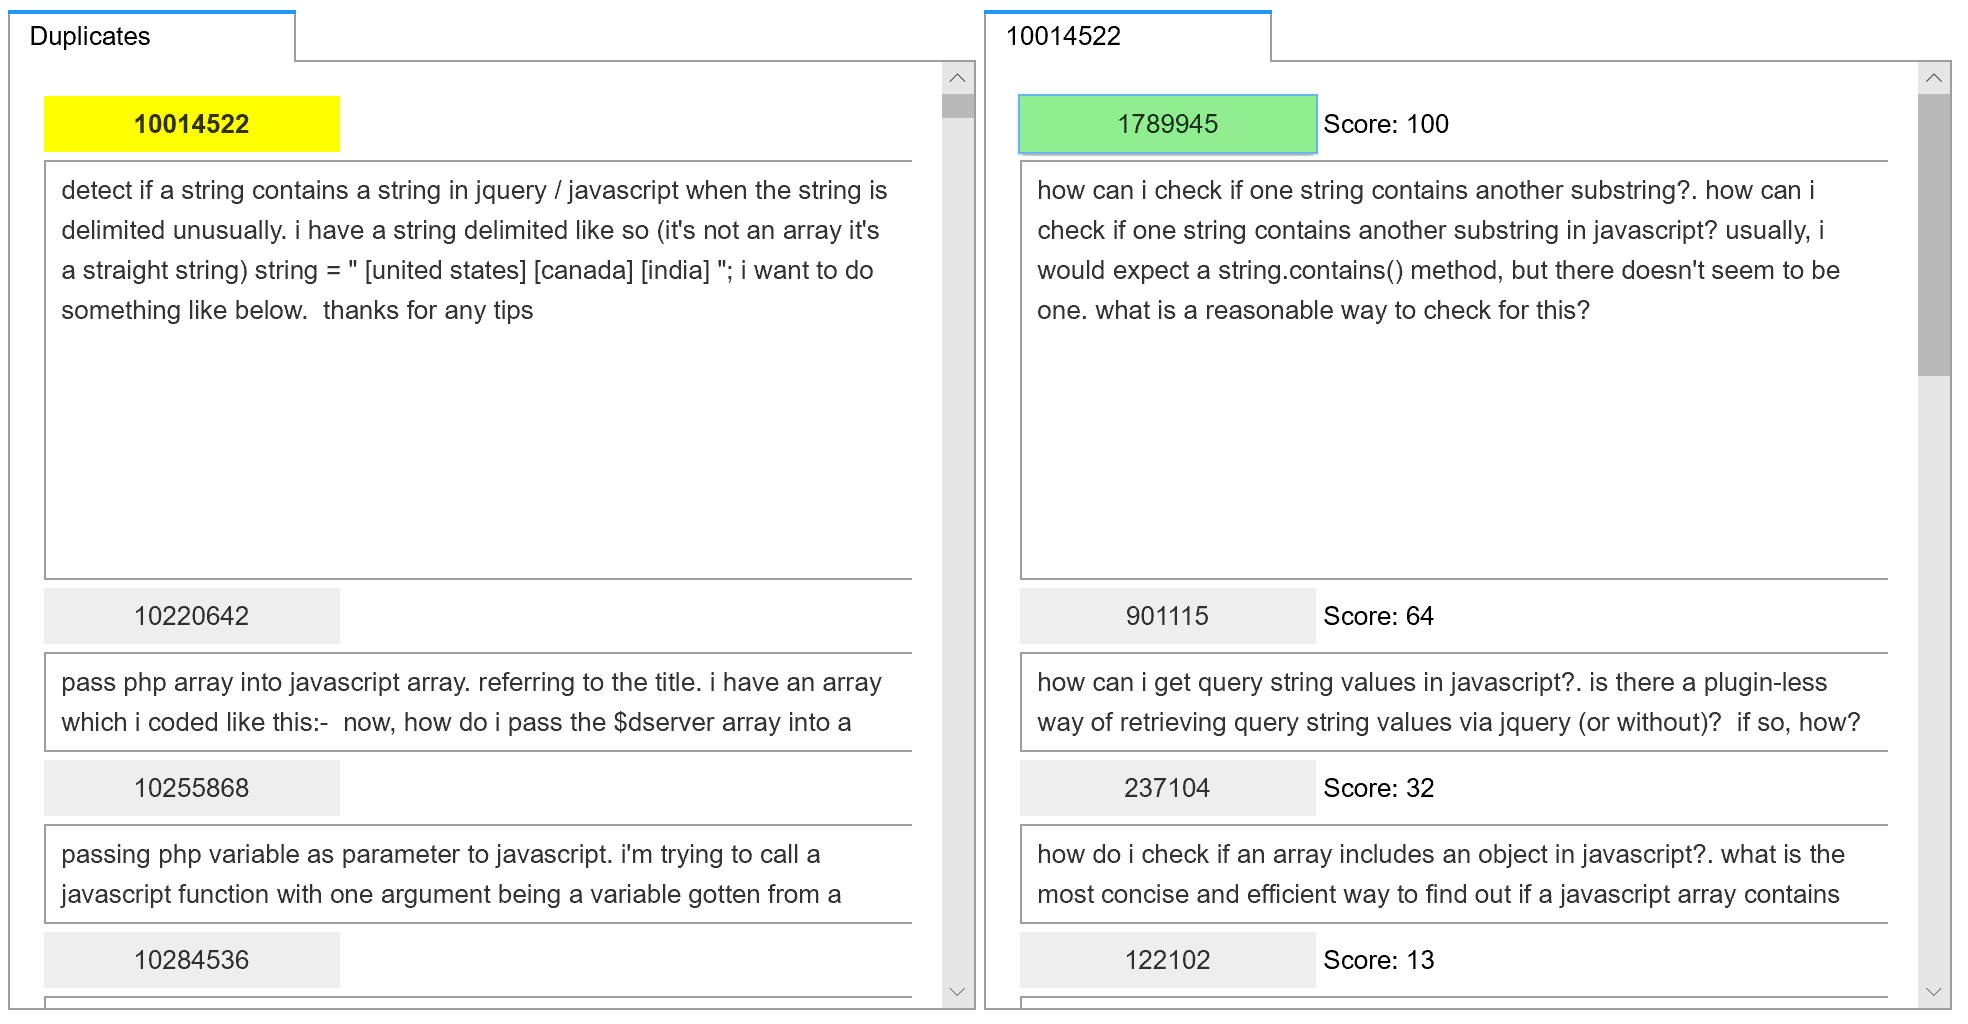 Duplicates
10014522
detect if a string contains a string in jquery / javascript when the string is
delimited unusually. i have a string delimited like so (it's not an array it's
a straight string) string = " [united states] [canada] [india] "; i want to do
something like below.  thanks for any tips
10220642
pass php array into javascript array. referring to the title. i have an array
which i coded like this:-  now, how do i pass the $dserver array into a
10255868
passing php variable as parameter to javascript. i'm trying to call a
javascript function with one argument being a variable gotten from a
10284536
10014522
1789945 Score: 100
how can i check if one string contains another substring?. how can i
check if one string contains another substring in javascript? usually, i
would expect a string.contains() method, but there doesn't seem to be
one. what is a reasonable way to check for this?
901115 Score: 64
how can i get query string values in javascript?. is there a plugin-less
way of retrieving query string values via jquery (or without)?  if so, how?
237104 Score: 32
how do i check if an array includes an object in javascript?. what is the
most concise and efficient way to find out if a javascript array contains
122102 Score: 13